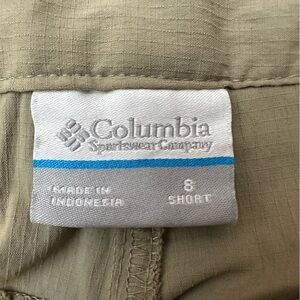 Columbia
Sportswear Company
MADE IN
INDONESIA
8
SHORT